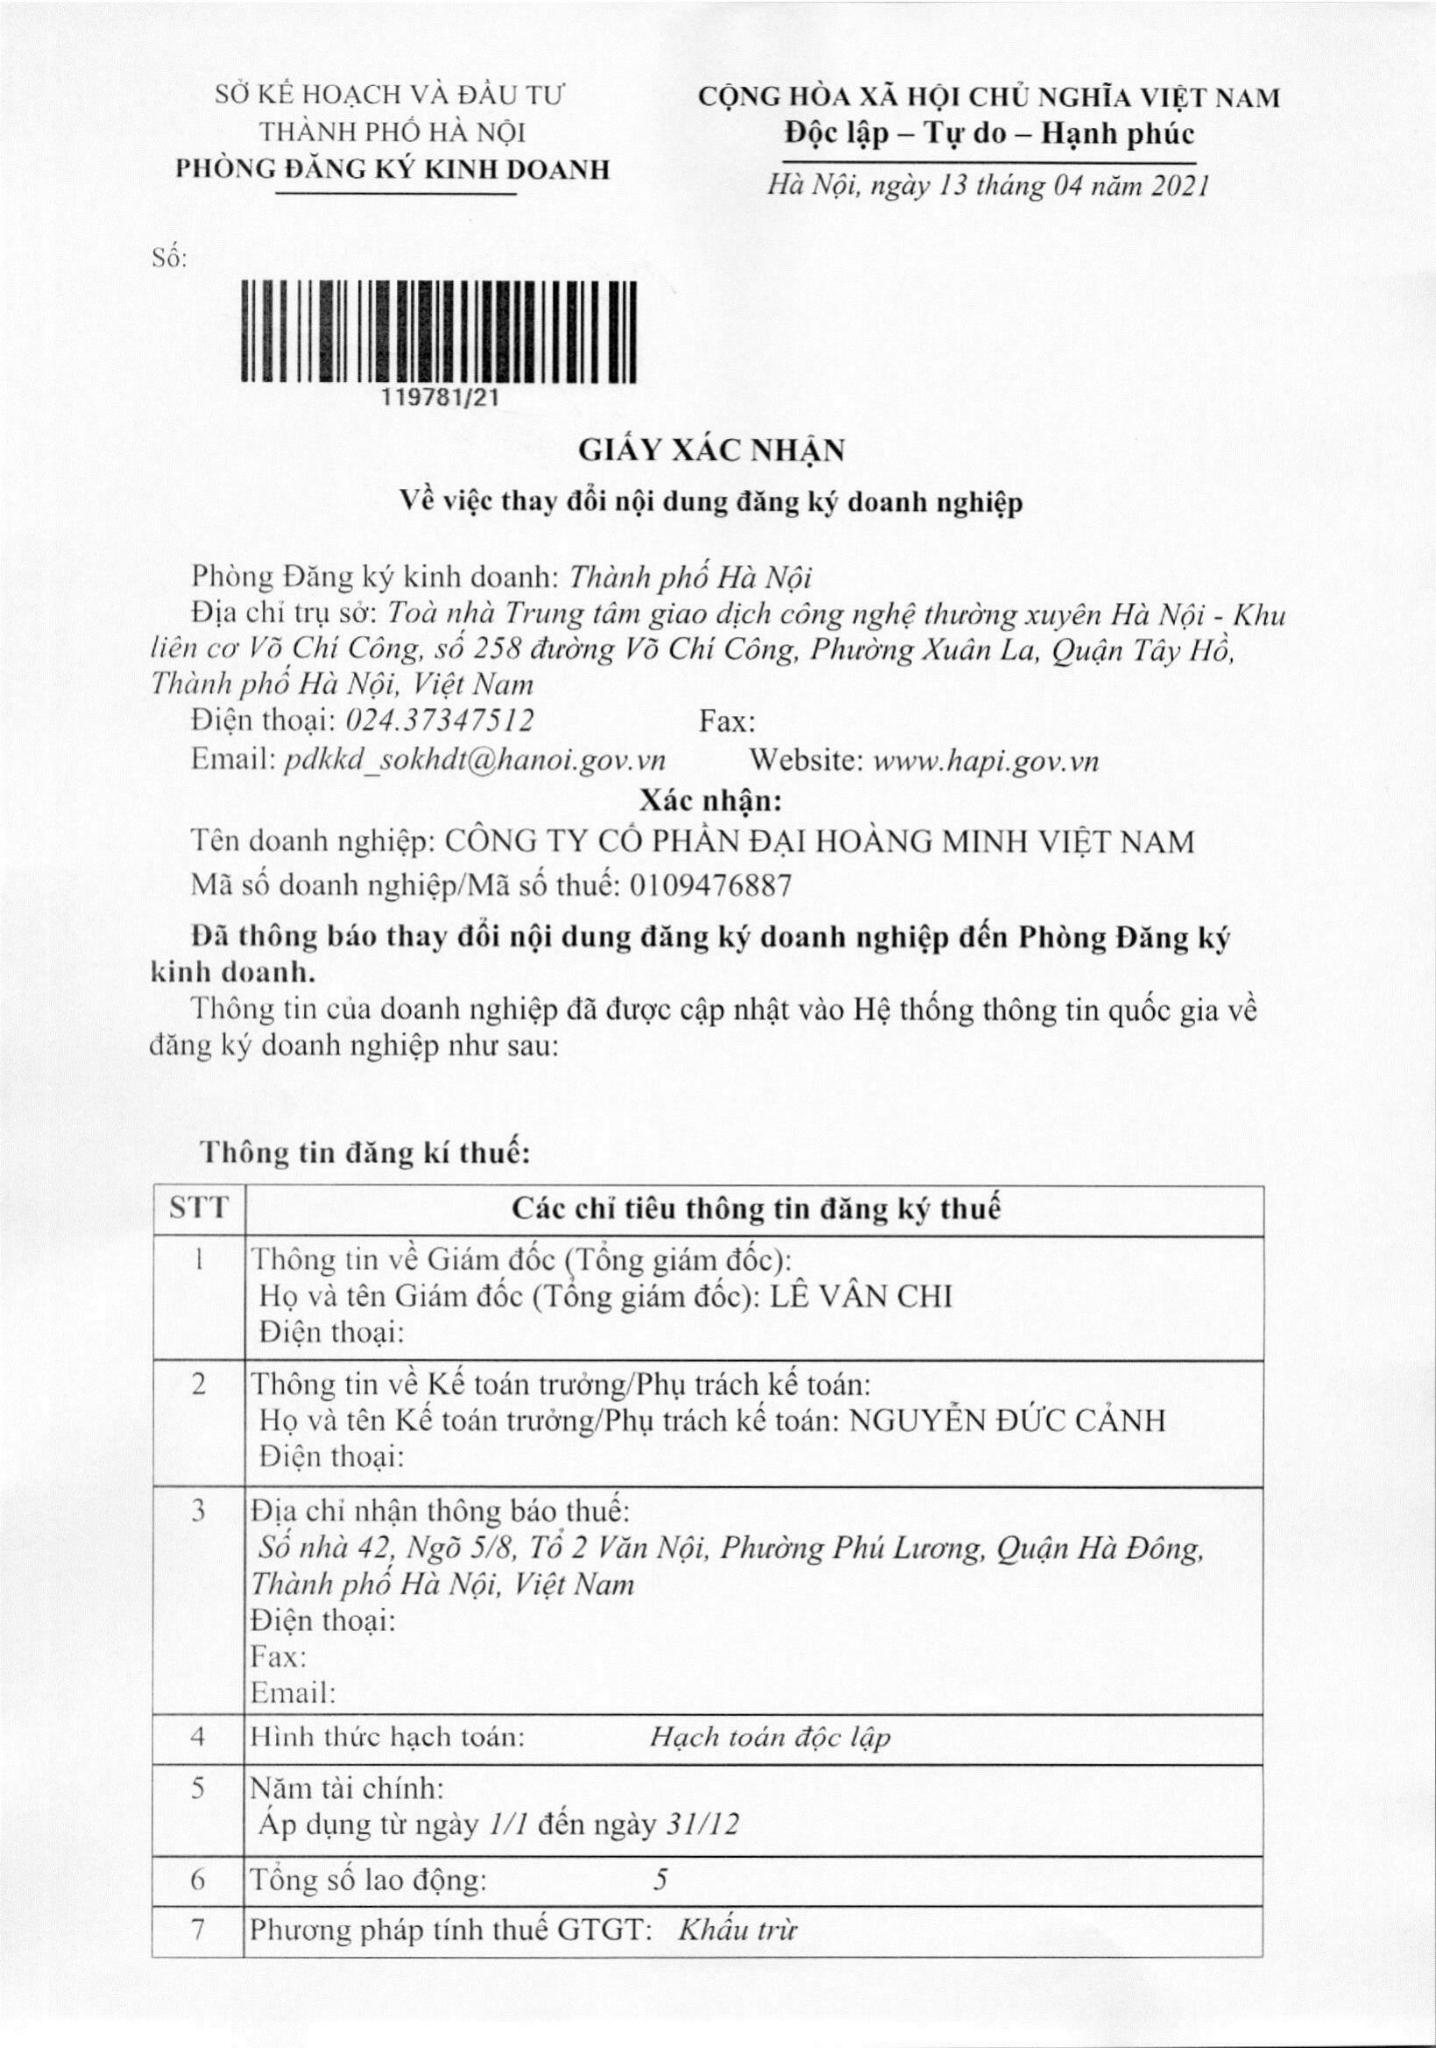 SỞ KẾ HOẠCH VÀ ĐẦU TƯ
THÀNH PHỐ HÀ NỘI
PHÒNG ĐĂNG KÝ KINH DOANH
CỘNG HÒA XÃ HỘI CHỦ NGHĨA VIỆT NAM
Độc lập – Tự do – Hạnh phúc
Hà Nội, ngày 13 tháng 04 năm 2021
Số:
119781/21
GIẤY XÁC NHẬN
Về việc thay đổi nội dung đăng ký doanh nghiệp
Phòng Đăng ký kinh doanh: Thành phố Hà Nội
Địa chỉ trụ sở: Toà nhà Trung tâm giao dịch công nghệ thường xuyên Hà Nội - Khu
liên cơ Võ Chí Công, số 258 đường Võ Chí Công, Phường Xuân La, Quận Tây Hồ,
Thành phố Hà Nội, Việt Nam
Điện thoại: 024.37347512 Fax:
Email: pdkkd_sokhdt@hanoi.gov.vn Website: www.hapi.gov.vn
Xác nhận:
Tên doanh nghiệp: CÔNG TY CỔ PHẦN ĐẠI HOÀNG MINH VIỆT NAM
Mã số doanh nghiệp/Mã số thuế: 0109476887
Đã thông báo thay đổi nội dung đăng ký doanh nghiệp đến Phòng Đăng ký
kinh doanh.
Thông tin của doanh nghiệp đã được cập nhật vào Hệ thống thông tin quốc gia về
đăng ký doanh nghiệp như sau:
Thông tin đăng kí thuế:
STT Các chỉ tiêu thông tin đăng ký thuế
1 Thông tin về Giám đốc (Tổng giám đốc):
Họ và tên Giám đốc (Tổng giám đốc): LÊ VÂN CHI
Điện thoại:
2 Thông tin về Kế toán trưởng/Phụ trách kế toán:
Họ và tên Kế toán trưởng/Phụ trách kế toán: NGUYỄN ĐỨC CẢNH
Điện thoại:
3 Địa chỉ nhận thông báo thuế:
Số nhà 42, Ngõ 5/8, Tổ 2 Văn Nội, Phường Phú Lương, Quận Hà Đông,
Thành phố Hà Nội, Việt Nam
Điện thoại:
Fax:
Email:
4 Hình thức hạch toán: Hạch toán độc lập
5 Năm tài chính:
Áp dụng từ ngày 1/1 đến ngày 31/12
6 Tổng số lao động: 5
7 Phương pháp tính thuế GTGT: Khấu trừ